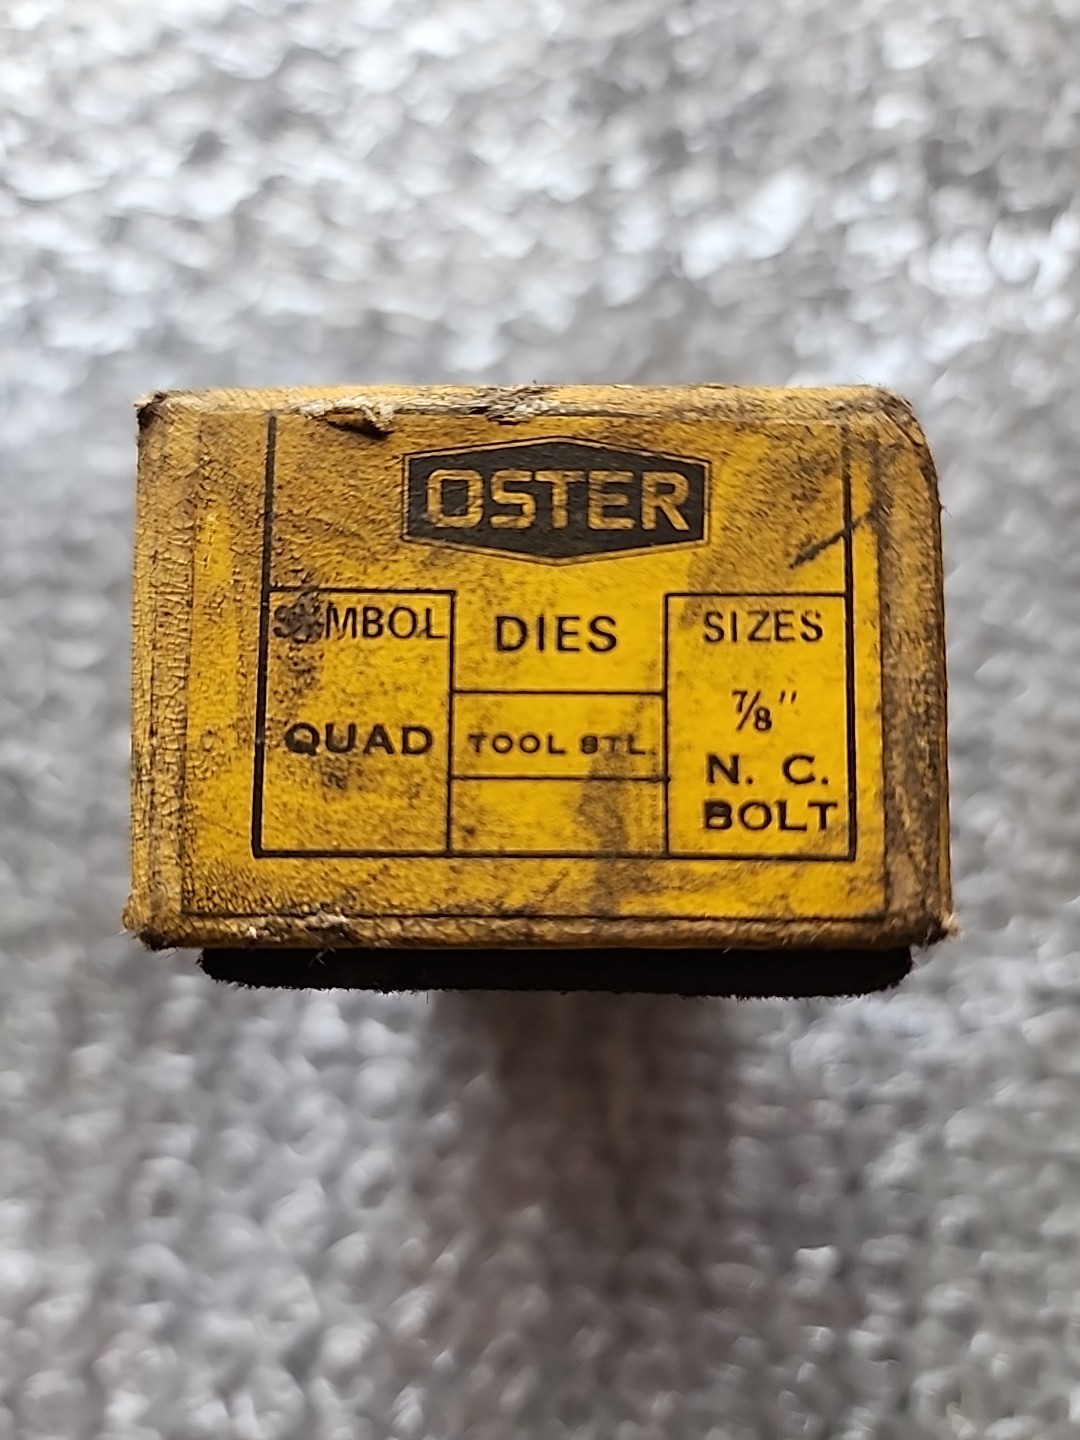 OSTER
SYMBOL
DIES
SIZES
QUAD
TOOL STL.
7/8"
N. C.
BOLT